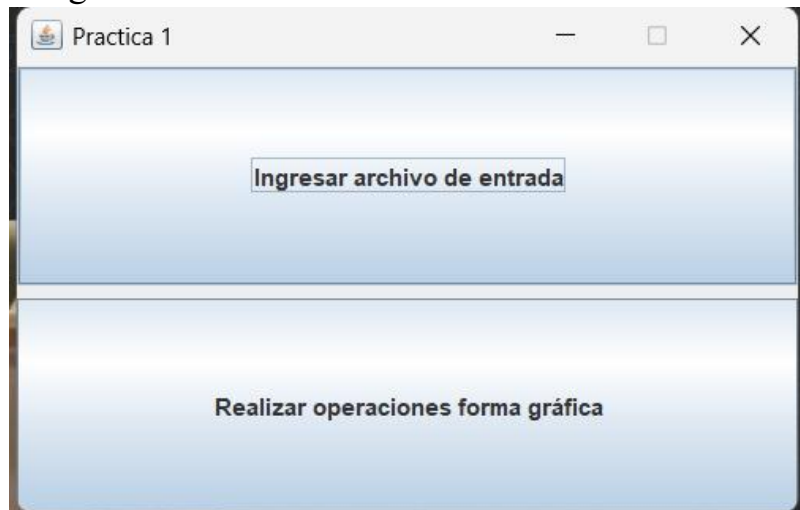 Practica 1
Ingresar archivo de entrada
Realizar operaciones forma gráfica